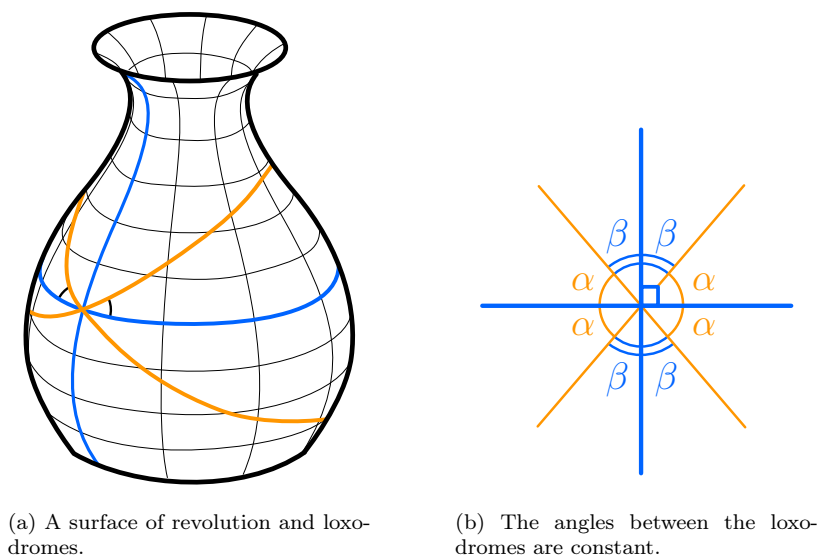 β β
α α
α α
β β
(a) A surface of revolution and loxo-
dromes.
(b) The angles between the loxo-
dromes are constant.